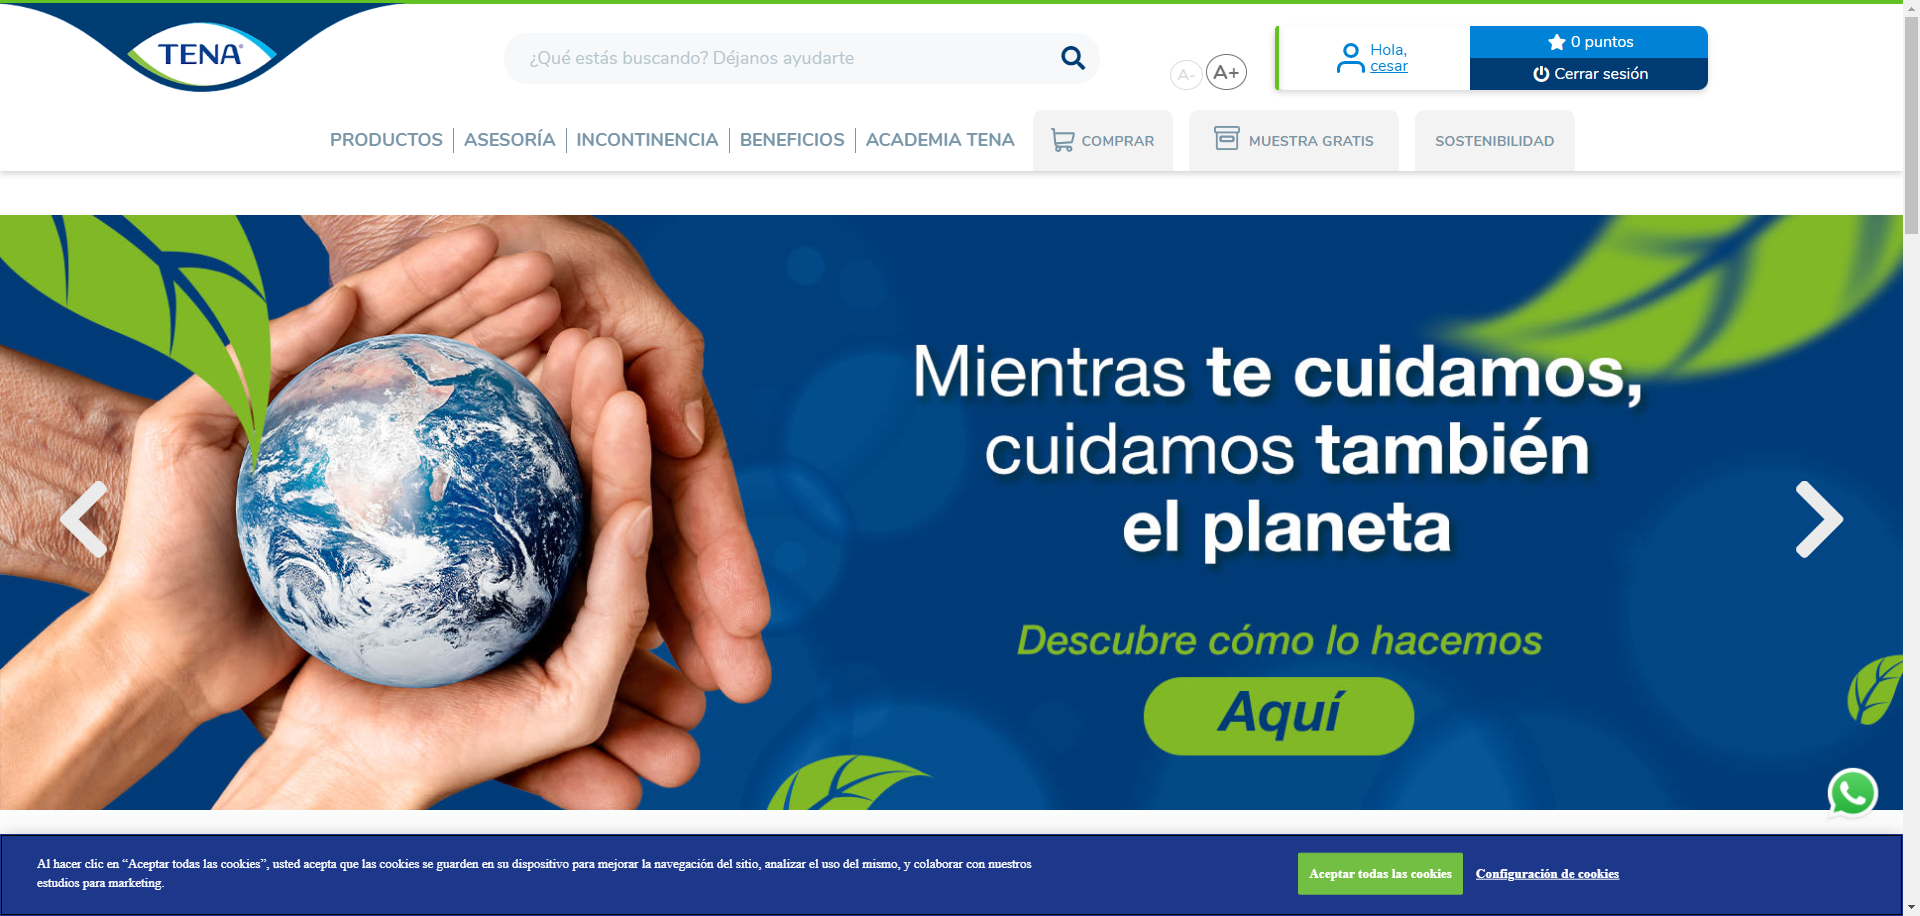 TENA
¿Qué estás buscando? Déjanos ayudarte
A-
A+
Hola,
cesar
0 puntos
Cerrar sesión
PRODUCTOS
ASESORÍA
INCONTINENCIA
BENEFICIOS
ACADEMIA TENA
COMPRAR
MUESTRA GRATIS
SOSTENIBILIDAD
Mientras te cuidamos,
cuidamos también
el planeta
Descubre cómo lo hacemos
Aquí
Al hacer clic en “Aceptar todas las cookies”, usted acepta que las cookies se guarden en su dispositivo para mejorar la navegación del sitio, analizar el uso del mismo, y colaborar con nuestros
estudios para marketing.
Aceptar todas las cookies
Configuración de cookies